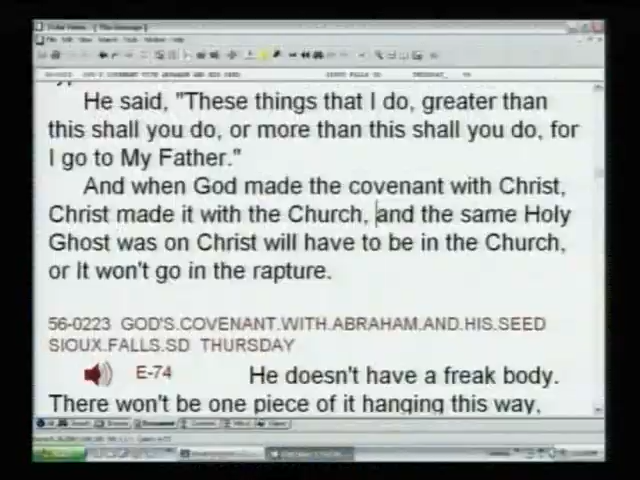 He said, "These things that I do, greater than
this shall you do, or more than this shall you do, for
I go to My Father."
And when God made the covenant with Christ,
Christ made it with the Church, and the same Holy
Ghost was on Christ will have to be in the Church,
or It won't go in the rapture.
56-0223 GOD'S.COVENANT.WITH.ABRAHAM.AND.HIS.SEED
SIOUX.FALLS.SD THURSDAY
E-74 He doesn't have a freak body.
There won't be one piece of it hanging this way,